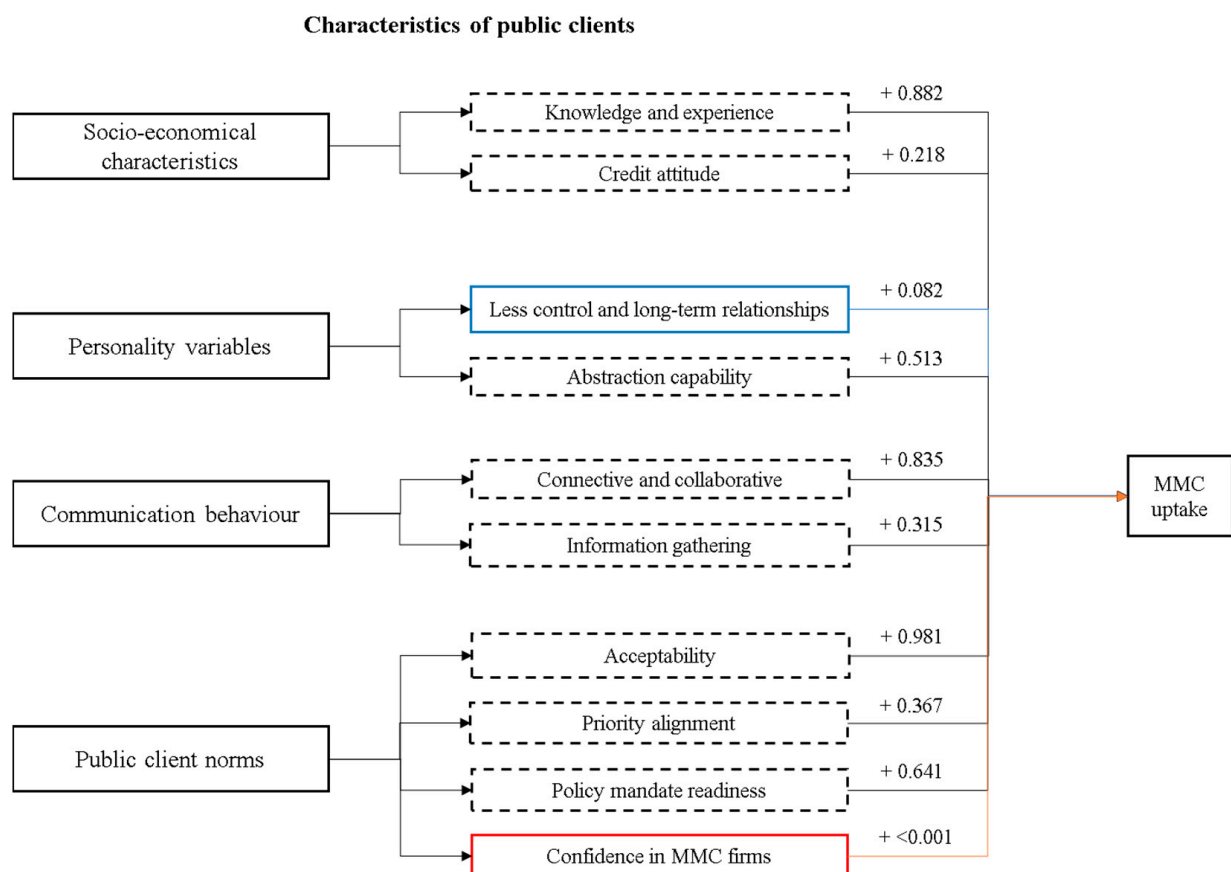 Characteristics of public clients
Socio-economical
characteristics
Knowledge and experience
+ 0.882
Credit attitude
+ 0.218
Personality variables
Less control and long-term relationships
+ 0.082
Abstraction capability
+ 0.513
Communication behaviour
Connective and collaborative
+ 0.835
Information gathering
+ 0.315
Public client norms
Acceptability
+ 0.981
Priority alignment
+ 0.367
Policy mandate readiness
+ 0.641
Confidence in MMC firms
+ <0.001
MMC
uptake